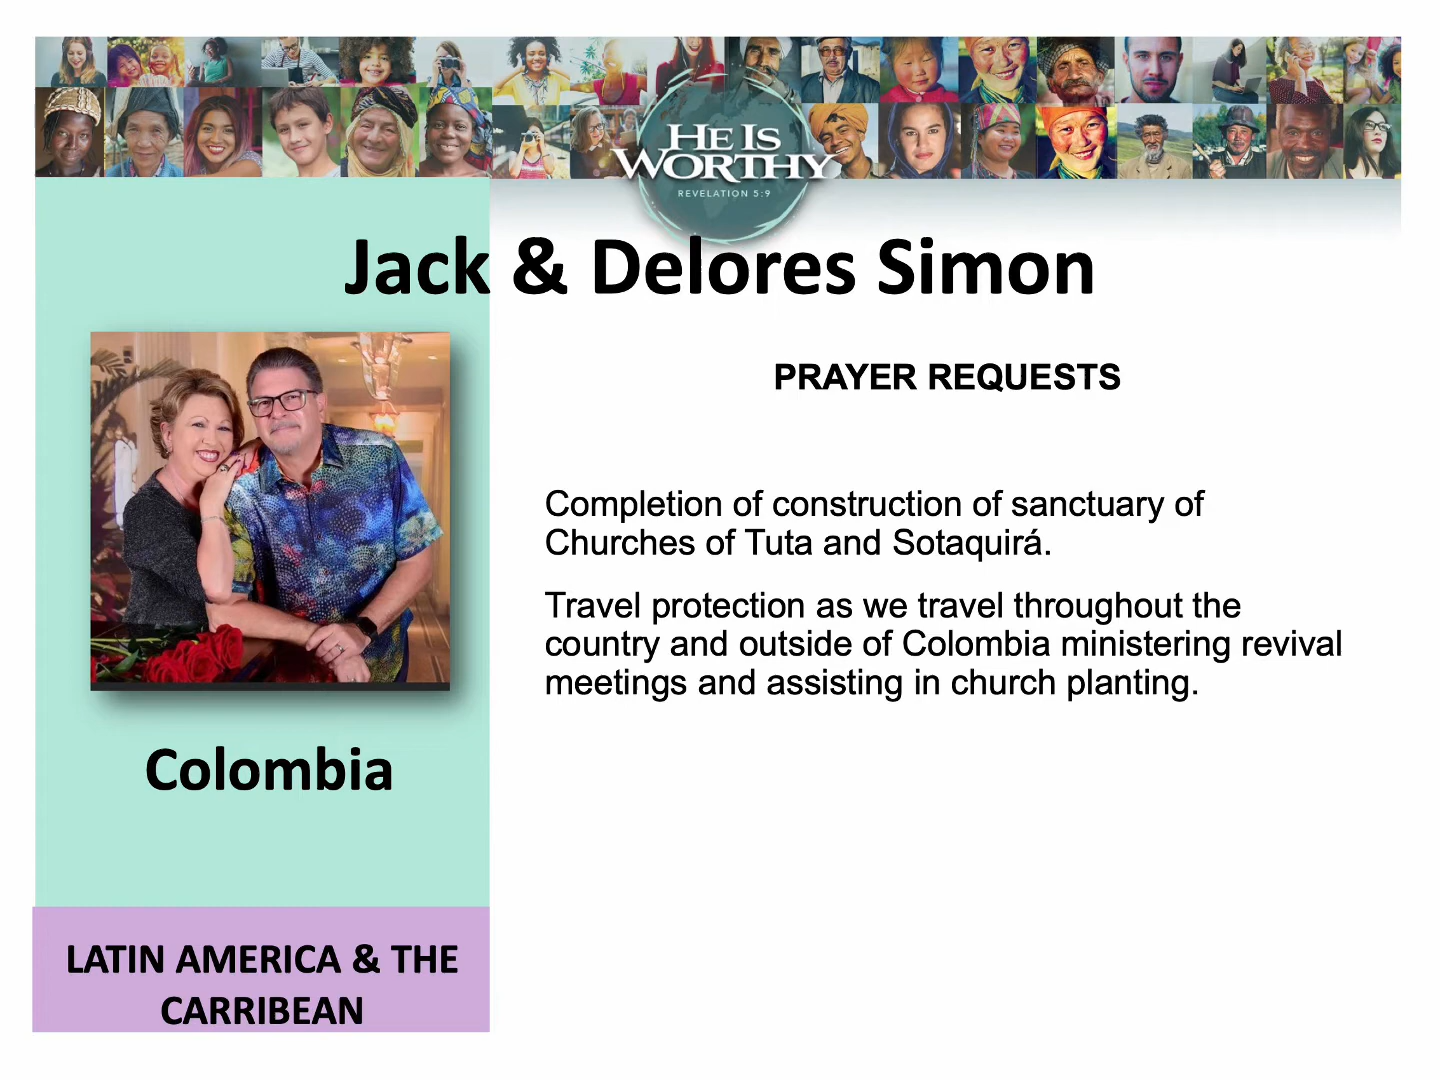 HE IS
WORTHY
REVELATION 5:9
Jack & Delores Simon
PRAYER REQUESTS
Completion of construction of sanctuary of
Churches of Tuta and Sotaquirá.
Travel protection as we travel throughout the
country and outside of Colombia ministering revival
meetings and assisting in church planting.
Colombia
LATIN AMERICA & THE
CARRIBEAN